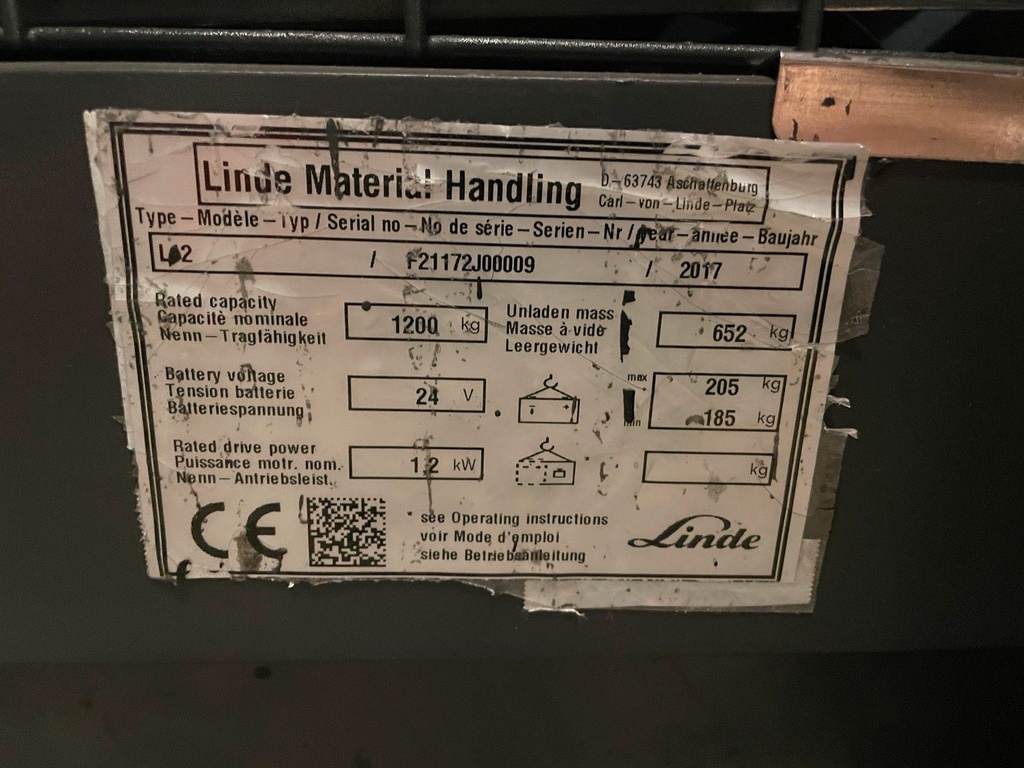 Linde Material Handling
D-63743 Aschaffenburg
Carl-von-Linde-Platz
Type-Modèle-Typ / Serial no-No de série-Serien-Nr / year-année-Baujahr
/ F21172J00009 / 2017
Rated capacity
Capacitè nominale
Nenn-Tragfähigkeit
1200 kg
Unladen mass
Masse à vide
Leergewicht
652 kg
Battery voltage
Tension batterie
Batteriespannung
24 V
max
min
205 kg
185 kg
Rated drive power
Puissance motr. nom.
Nenn-Antriebsleist.
1,2 kW
kg
CE
see Operating instructions
voir Mode d'emploi
siehe Betriebsanleitung
Linde